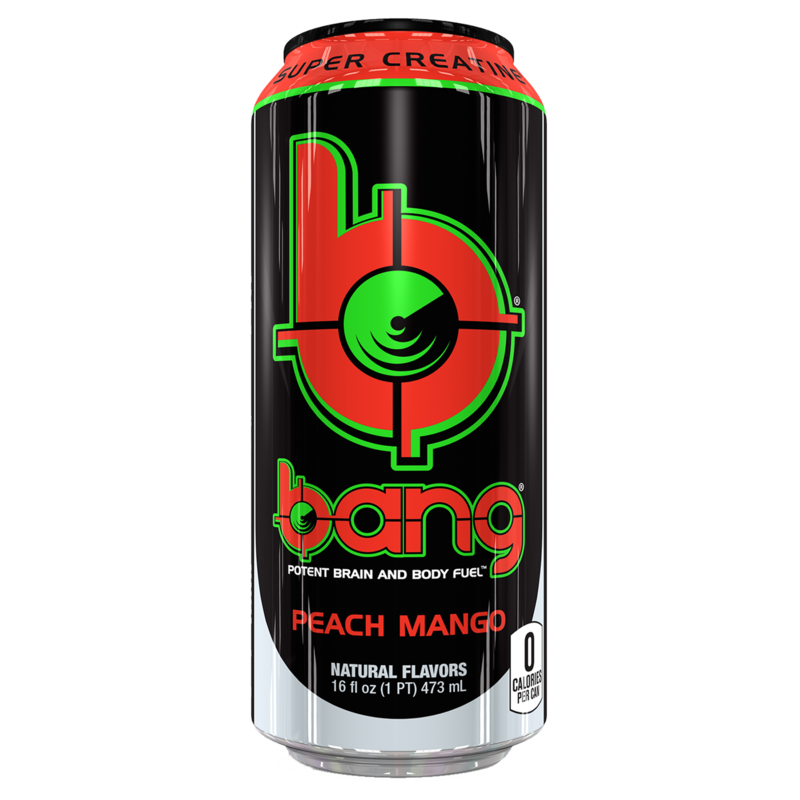 SUPER CREATINE
bang®
POTENT BRAIN AND BODY FUEL™
PEACH MANGO
NATURAL FLAVORS
16 fl oz (1 PT) 473 mL
0
CALORIES
PER CAN